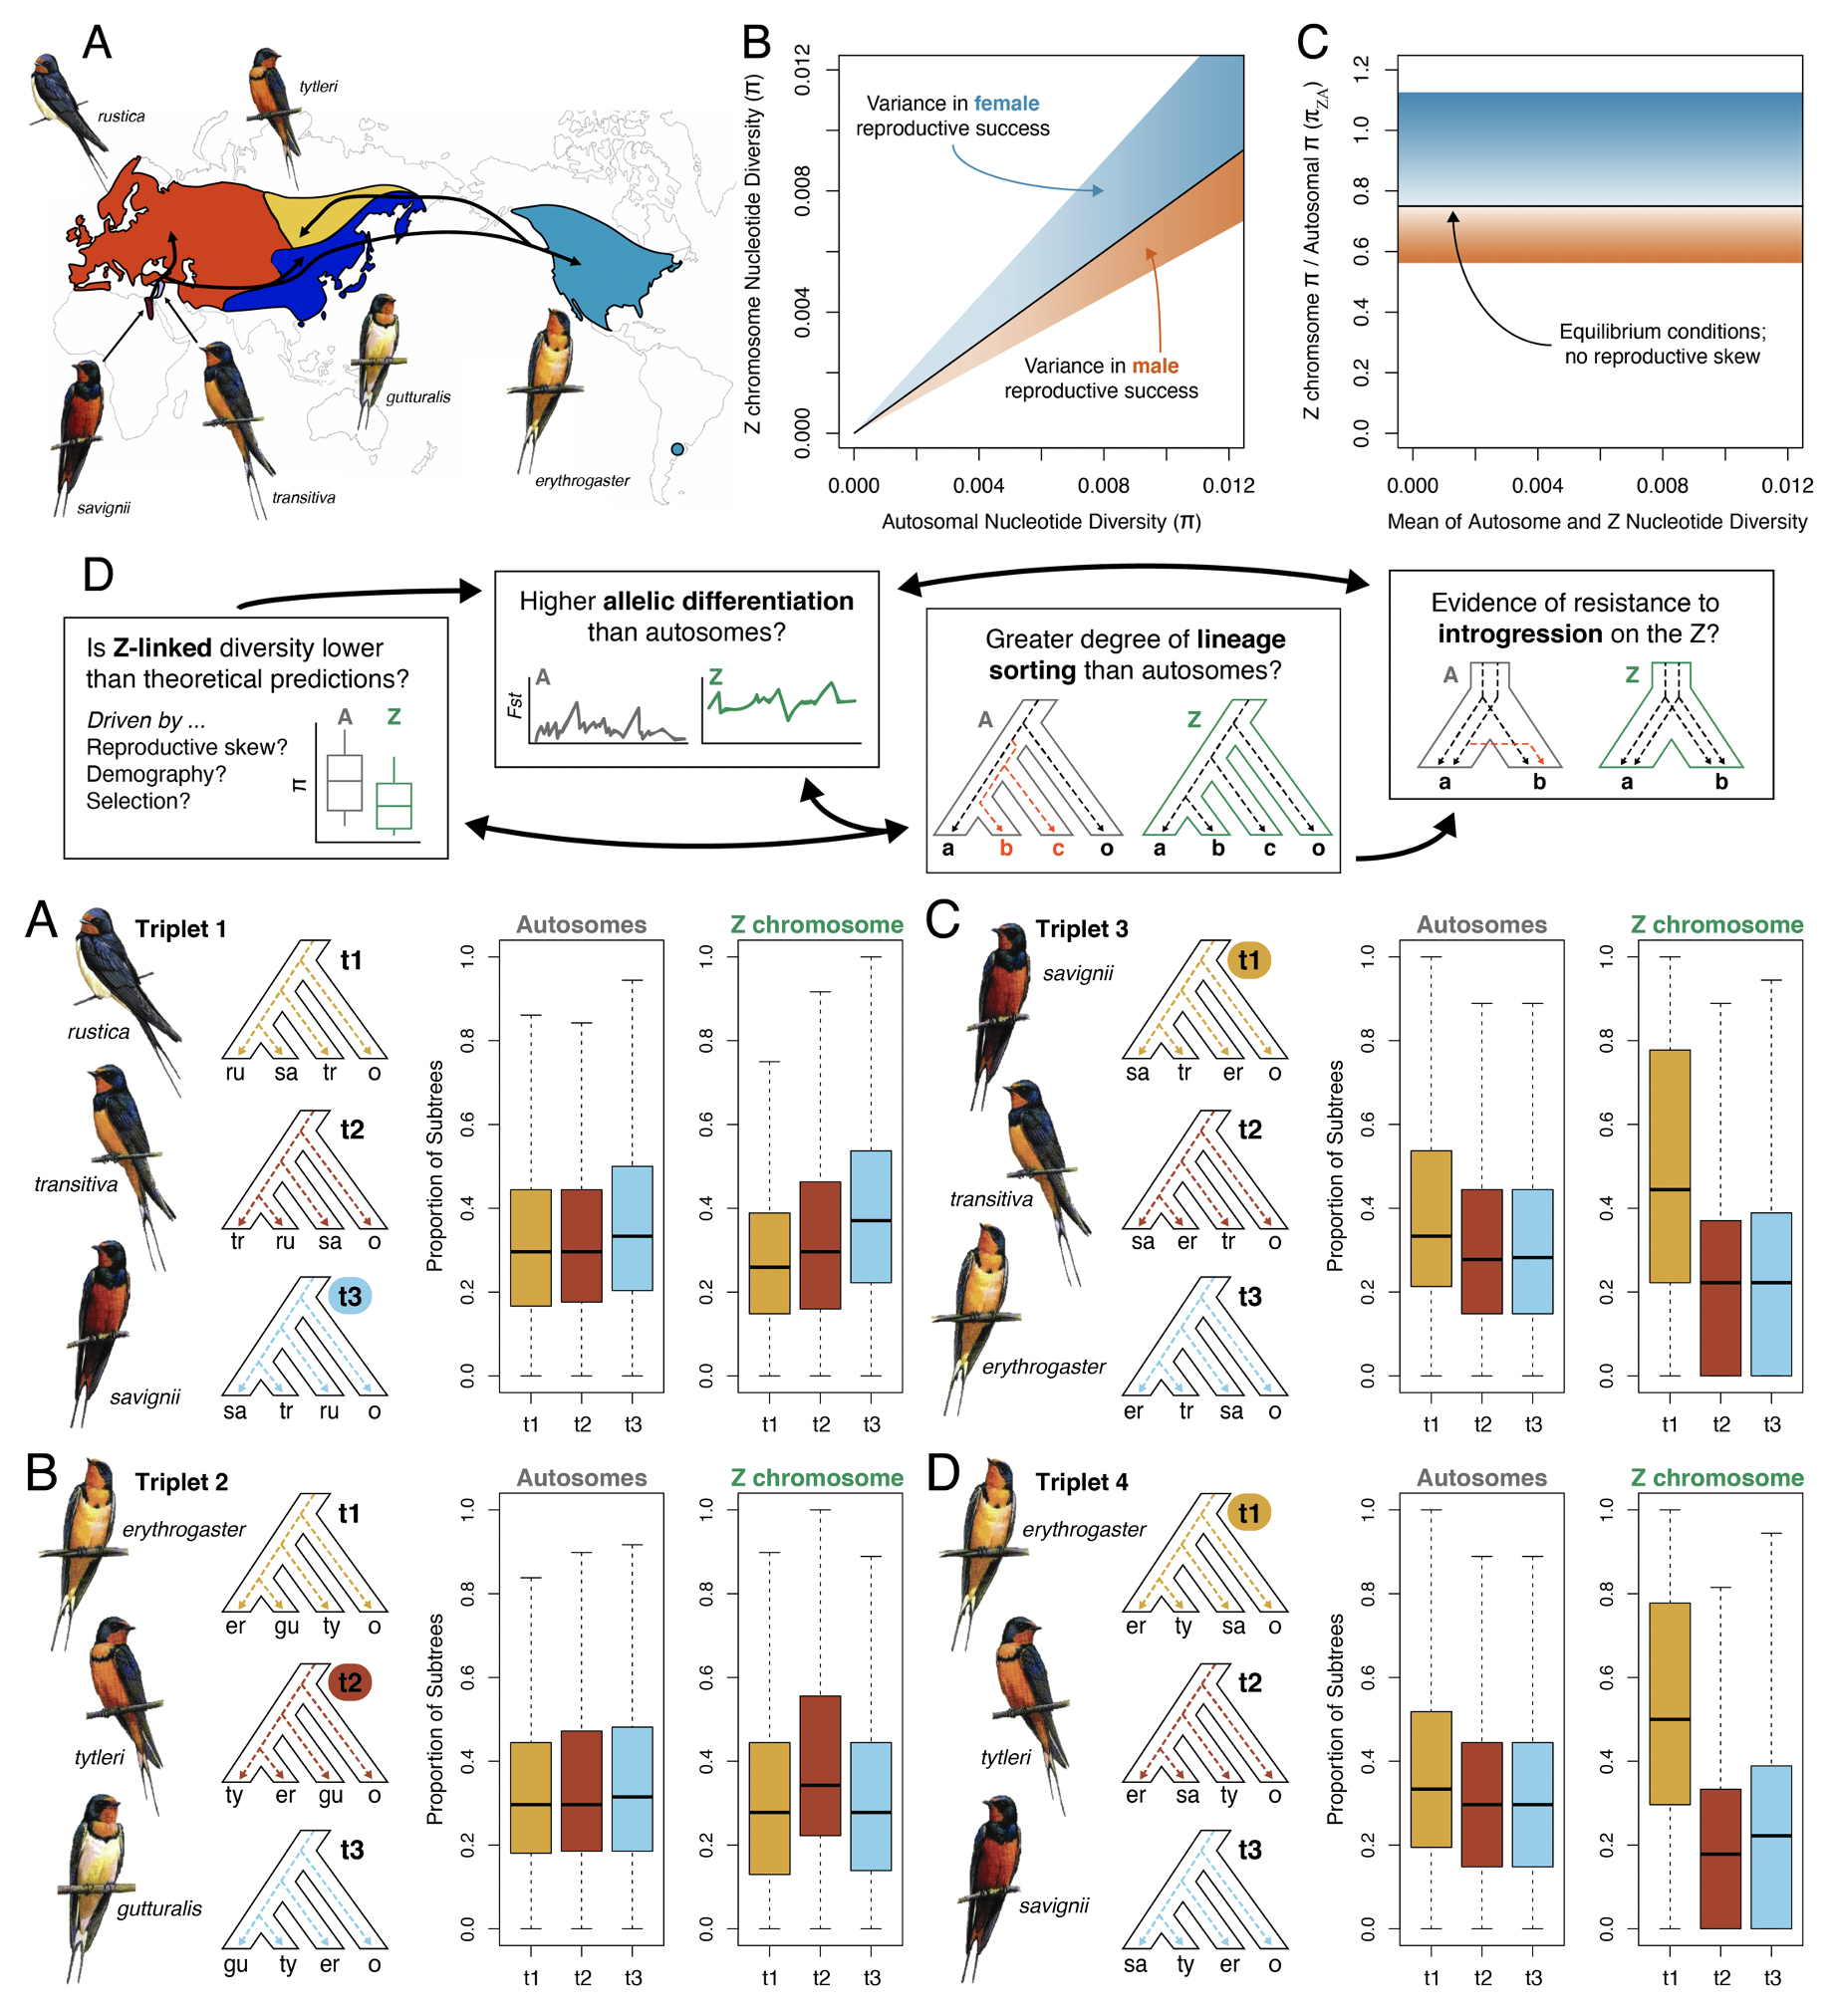 A
rustica
tytleri
gutturalis
erythrogaster
savignii
transitiva
B
Z chromosome Nucleotide Diversity (π)
0.000
0.004
0.008
0.012
Variance in female
reproductive success
Variance in male
reproductive success
0.000
0.004
0.008
0.012
Autosomal Nucleotide Diversity (π)
C
Z chromsome π / Autosomal π (πZA)
0.0
0.2
0.4
0.6
0.8
1.0
1.2
Equilibrium conditions;
no reproductive skew
0.000
0.004
0.008
0.012
Mean of Autosome and Z Nucleotide Diversity
D
Is Z-linked diversity lower
than theoretical predictions?
Driven by ...
Reproductive skew?
Demography?
Selection?
π
A
Z
Higher allelic differentiation
than autosomes?
Fst
A
Z
Greater degree of lineage
sorting than autosomes?
A
a b c o
Z
a b c o
Evidence of resistance to
introgression on the Z?
A
a b
Z
a b
A
Triplet 1
rustica
transitiva
savignii
t1
ru sa tr o
t2
tr ru sa o
t3
sa tr ru o
Proportion of Subtrees
Autosomes
0.0
0.2
0.4
0.6
0.8
1.0
t1 t2 t3
Z chromosome
0.0
0.2
0.4
0.6
0.8
1.0
t1 t2 t3
C
Triplet 3
savignii
transitiva
erythrogaster
t1
sa tr er o
t2
sa er tr o
t3
er tr sa o
Proportion of Subtrees
Autosomes
0.0
0.2
0.4
0.6
0.8
1.0
t1 t2 t3
Z chromosome
0.0
0.2
0.4
0.6
0.8
1.0
t1 t2 t3
B
Triplet 2
erythrogaster
tytleri
gutturalis
t1
er gu ty o
t2
ty er gu o
t3
gu ty er o
Proportion of Subtrees
Autosomes
0.0
0.2
0.4
0.6
0.8
1.0
t1 t2 t3
Z chromosome
0.0
0.2
0.4
0.6
0.8
1.0
t1 t2 t3
D
Triplet 4
erythrogaster
tytleri
savignii
t1
er ty sa o
t2
er sa ty o
t3
sa ty er o
Proportion of Subtrees
Autosomes
0.0
0.2
0.4
0.6
0.8
1.0
t1 t2 t3
Z chromosome
0.0
0.2
0.4
0.6
0.8
1.0
t1 t2 t3